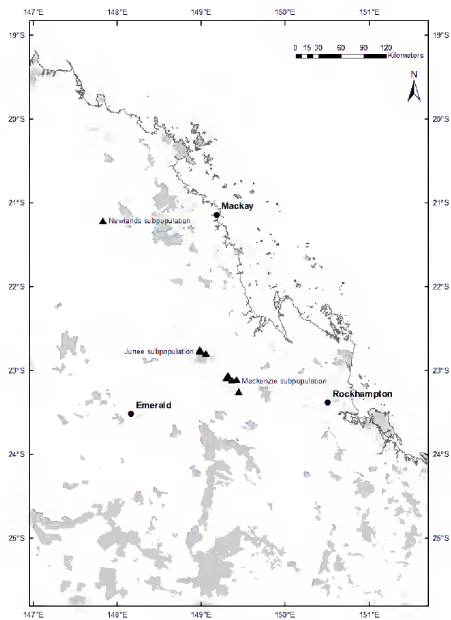 147°E 148°E 149°E 150°E 151°E
0 15 30 60 90 120
Kilometers
N
19°S 19°S
20°S 20°S
21°S 21°S
Mackay
Newlands subpopulation
22°S 22°S
Junee subpopulation
23°S 23°S
Mackenzie subpopulation
Rockhampton
Emerald
24°S 24°S
25°S 25°S
147°E 148°E 149°E 150°E 151°E